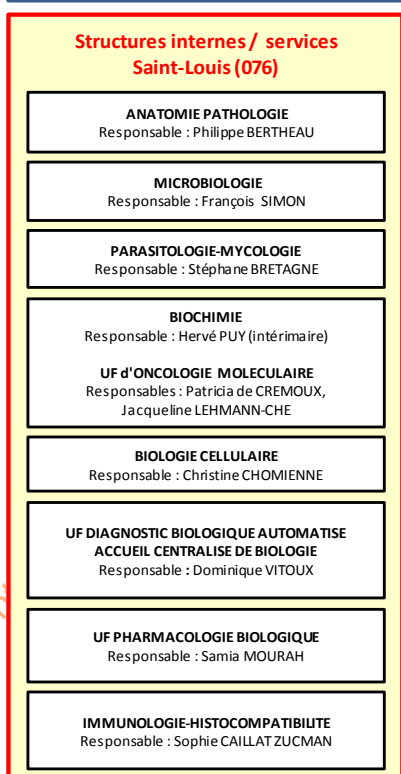 Structures internes / services
Saint-Louis (076)
ANATOMIE PATHOLOGIE
Responsable : Philippe BERTHEAU
MICROBIOLOGIE
Responsable : François SIMON
PARASITOLOGIE-MYCOLOGIE
Responsable : Stéphane BRETAGNE
BIOCHIMIE
Responsable : Hervé PUY (intérimaire)
UF d'ONCOLOGIE MOLECULAIRE
Responsables : Patricia de CREMOUX,
Jacqueline LEHMANN-CHE
BIOLOGIE CELLULAIRE
Responsable : Christine CHOMIENNE
UF DIAGNOSTIC BIOLOGIQUE AUTOMATISE
ACCUEIL CENTRALISE DE BIOLOGIE
Responsable : Dominique VITOUX
UF PHARMACOLOGIE BIOLOGIQUE
Responsable : Samia MOURAH
IMMUNOLOGIE-HISTOCOMPATIBILITE
Responsable : Sophie CAILLAT ZUCMAN